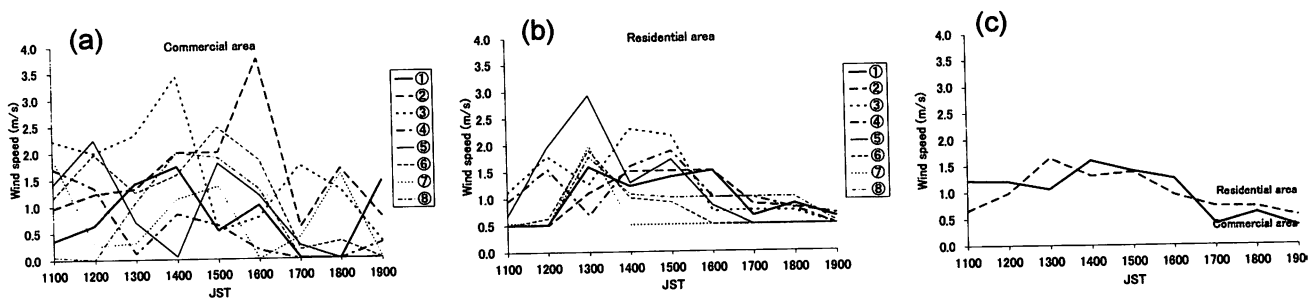 (a)
Commercial area
Wind speed (m/s)
4.0
3.5
3.0
2.5
2.0
1.5
1.0
0.5
0.0
1100 1200 1300 1400 1500 1600 1700 1800 1900
JST
①
②
③
④
⑤
⑥
⑦
⑧
(b)
Residential area
Wind speed (m/s)
4.0
3.5
3.0
2.5
2.0
1.5
1.0
0.5
0.0
1100 1200 1300 1400 1500 1600 1700 1800 1900
JST
①
②
③
④
⑤
⑥
⑦
⑧
(c)
Wind speed (m/s)
4.0
3.5
3.0
2.5
2.0
1.5
1.0
0.5
0.0
Residential area
Commercial area
1100 1200 1300 1400 1500 1600 1700 1800 190
JST